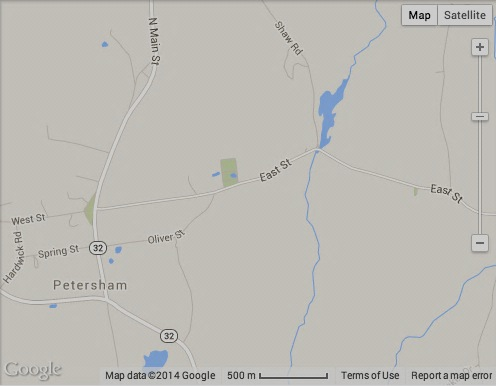 Map Satellite
N Main St
Shaw Rd
+
East St
East St
West St
Hardwick Rd
Spring St
Oliver St
32
Petersham
32
−
Google
Map data ©2014 Google 500 m Terms of Use Report a map error